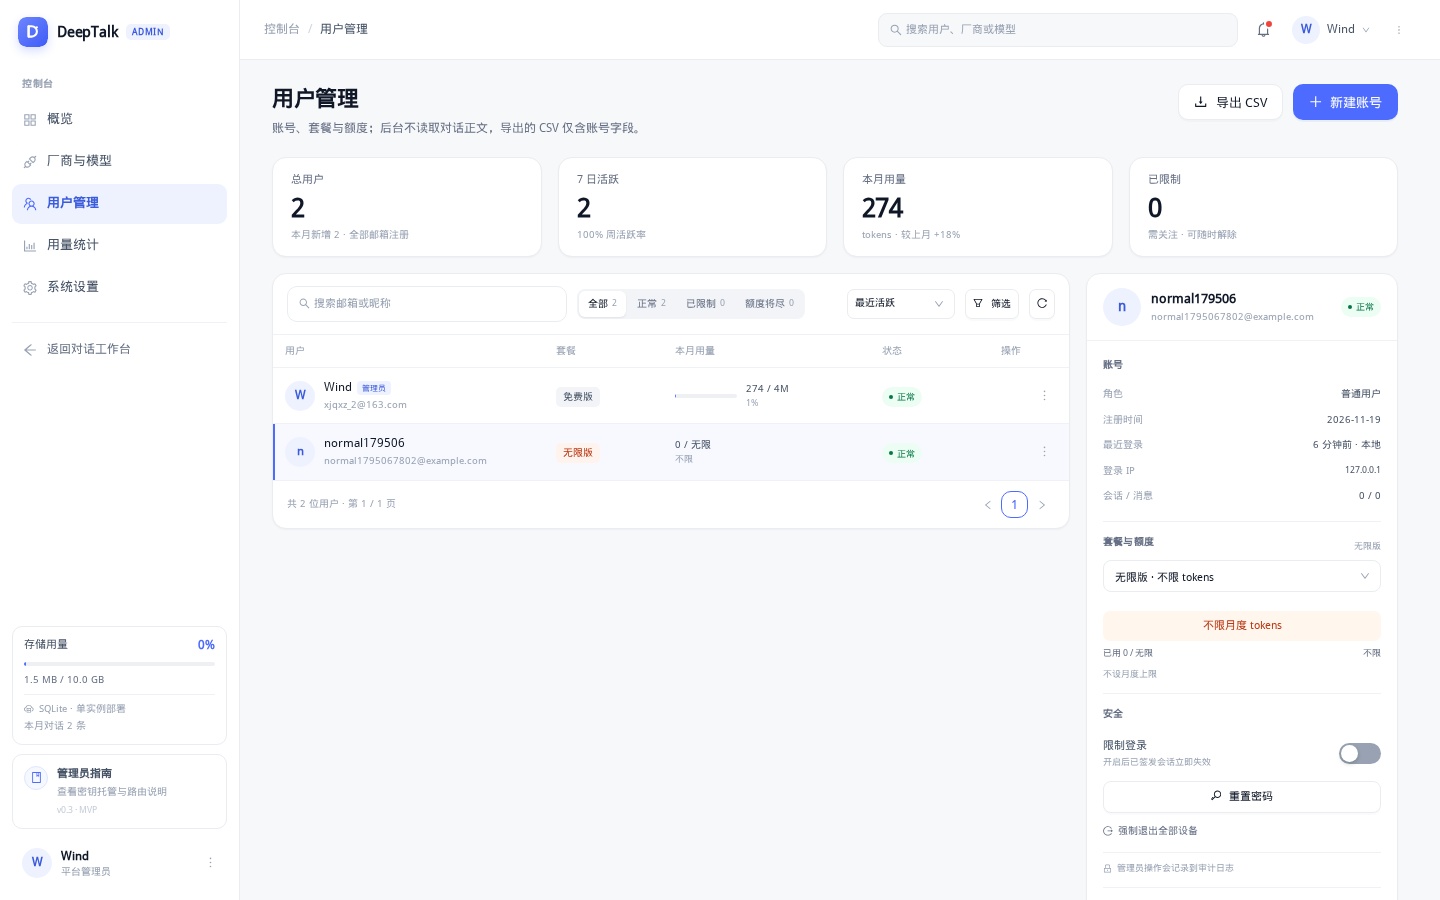 DeepTalk ADMIN
控制台
概览
厂商与模型
用户管理
用量统计
系统设置
返回对话工作台
存储用量 0%
1.5 MB / 10.0 GB
SQLite · 单实例部署
本月对话 2 条
管理员指南
查看密钥托管与路由说明
v0.3 · MVP
W Wind
平台管理员
控制台 / 用户管理
搜索用户、厂商或模型
W Wind
用户管理
账号、套餐与额度；后台不读取对话正文，导出的 CSV 仅含账号字段。
导出 CSV
新建账号
总用户
2
本月新增 2 · 全部邮箱注册
7 日活跃
2
100% 周活跃率
本月用量
274
tokens · 较上月 +18%
已限制
0
需关注 · 可随时解除
搜索邮箱或昵称
全部 2 正常 2 已限制 0 额度将尽 0
最近活跃
筛选
用户 套餐 本月用量 状态 操作
W Wind 管理员
xjqxz_2@163.com
免费版
274 / 4M
1%
正常
n normal179506
normal1795067802@example.com
无限版
0 / 无限
不限
正常
共 2 位用户 · 第 1 / 1 页
1
n normal179506
normal1795067802@example.com
正常
账号
角色 普通用户
注册时间 2026-11-19
最近登录 6 分钟前 · 本地
登录 IP 127.0.0.1
会话 / 消息 0 / 0
套餐与额度 无限版
无限版 · 不限 tokens
不限月度 tokens
已用 0 / 无限 不限
不设月度上限
安全
限制登录
开启后已签发会话立即失效
重置密码
强制退出全部设备
管理员操作会记录到审计日志